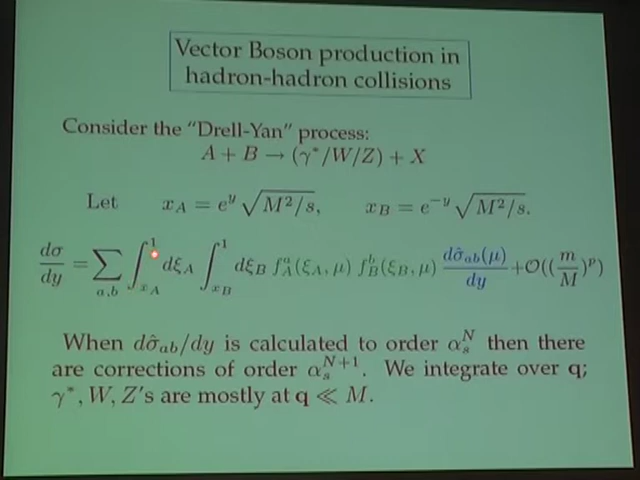 Vector Boson production in
hadron-hadron collisions
Consider the "Drell-Yan" process:
A + B → (γ*/W/Z) + X
Let x_A = e^y √(M²/s), x_B = e^{-y} √(M²/s).
dσ/dy = ∑_{a,b} ∫_{x_A}^1 dξ_A ∫_{x_B}^1 dξ_B f_A^a(ξ_A, μ) f_B^b(ξ_B, μ) dσ̂_{ab}(μ)/dy + O((m/M)^p)
When dσ̂_{ab}/dy is calculated to order α_s^N then there
are corrections of order α_s^{N+1}. We integrate over q;
γ*, W, Z's are mostly at q ≪ M.